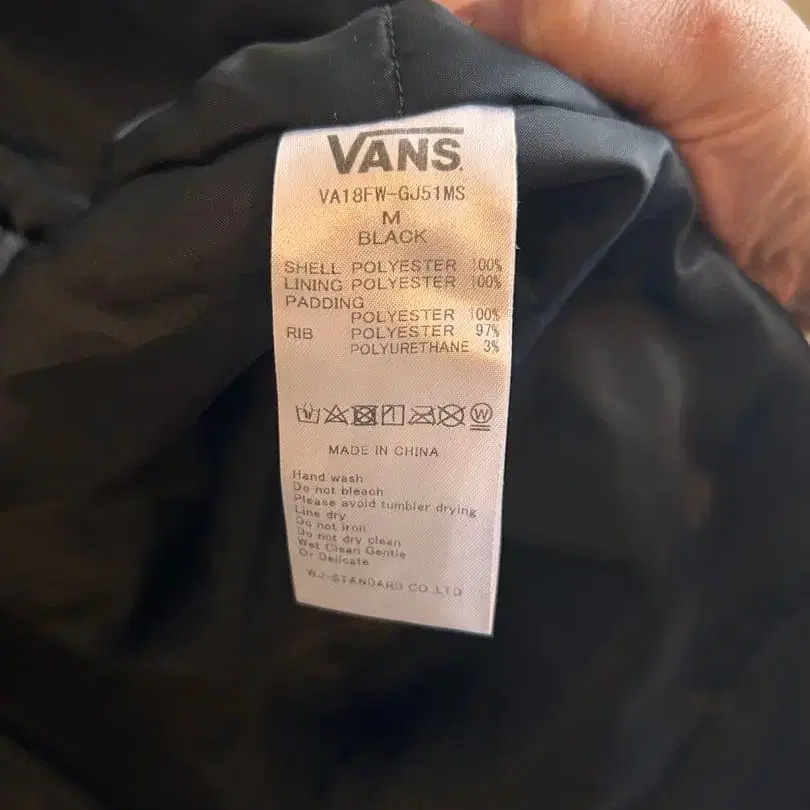 VANS
VA18FW-GJ51MS
M
BLACK
SHELL POLYESTER 100%
LINING POLYESTER 100%
PADDING
POLYESTER 100%
RIB POLYESTER 97%
POLYURETHANE 3%
W
MADE IN CHINA
Hand wash
Do not bleach
Please avoid tumbler drying
Line dry
Do not iron
Do not dry clean
Wet Clean Gentle
Or Delicate
WJ-STANDARD CO.LTD